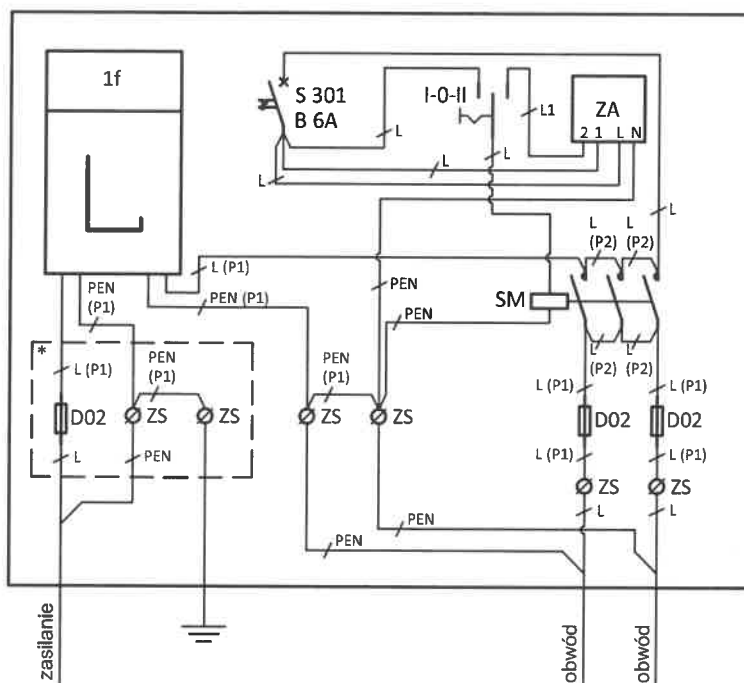 1f
S 301
B 6A
I-0-II
ZA
2 1 L N
L
L1
L
L
L
L
L
L (P1)
L (P2)
L (P2)
PEN (P1)
PEN (P1)
PEN
PEN
SM
*
L (P1)
PEN (P1)
PEN (P1)
L (P2)
L (P2)
L (P1)
L (P1)
D02
ZS
ZS
ZS
ZS
D02
D02
L
PEN
L (P1)
L (P1)
ZS
ZS
L
L
PEN
PEN
zasilanie
obwód
obwód